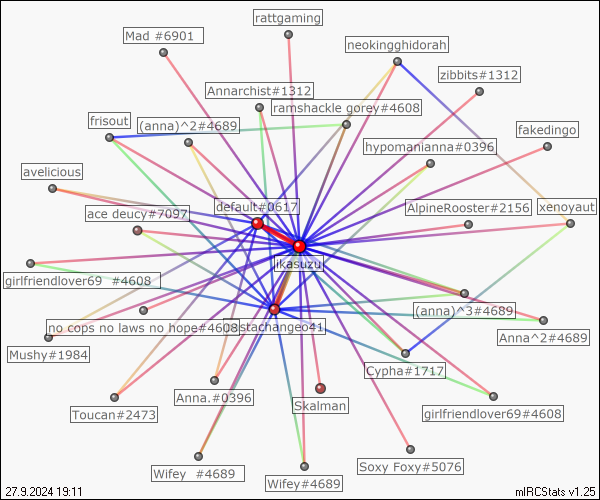 rattgaming
Mad #6901
neokingghidorah
zibbits#1312
Annarchist#1312
ramshackle gorey#4608
frisout
(anna)^2#4689
fakedingo
hypomanianna#0396
avelicious
default#0617
AlpineRooster#2156
xenoyaut
ace deucy#7097
jikasuzu
girlfriendlover69 #4608
(anna)^3#4689
no cops no laws no hope#4608
stachangeo41
Anna^2#4689
Mushy#1984
Cypha#1717
Anna.#0396
Skalman
Toucan#2473
girlfriendlover69#4608
Wifey #4689
Soxy Foxy#5076
Wifey#4689
27.9.2024 19:11
mIRCStats v1.25